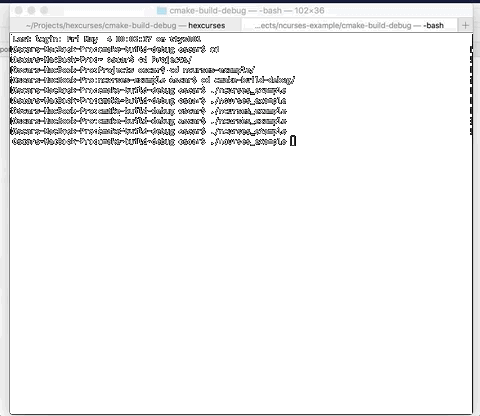 cmake-build-debug — -bash — 102×36
~/Projects/hexcurses/cmake-build-debug — hexcurses
...ects/ncurses-example/cmake-build-debug — -bash
Last login: Fri May 4 on
Oscars-MacBook-Pro:cmake-build-debug oscar$ cd
Oscars-MacBook-Pro:~ oscar$ cd Projects/
Oscars-MacBook-Pro:Projects oscar$ cd ncurses-example/
Oscars-MacBook-Pro:ncurses-example oscar$ cd cmake-build-debug/
Oscars-MacBook-Pro:cmake-build-debug oscar$ ./ncurses_example
Oscars-MacBook-Pro:cmake-build-debug oscar$ ./ncurses_example
Oscars-MacBook-Pro:cmake-build-debug oscar$ ./ncurses_example
Oscars-MacBook-Pro:cmake-build-debug oscar$ ./ncurses_example
Oscars-MacBook-Pro:cmake-build-debug oscar$ ./ncurses_example
Oscars-MacBook-Pro:cmake-build-debug oscar$ ./ncurses_example